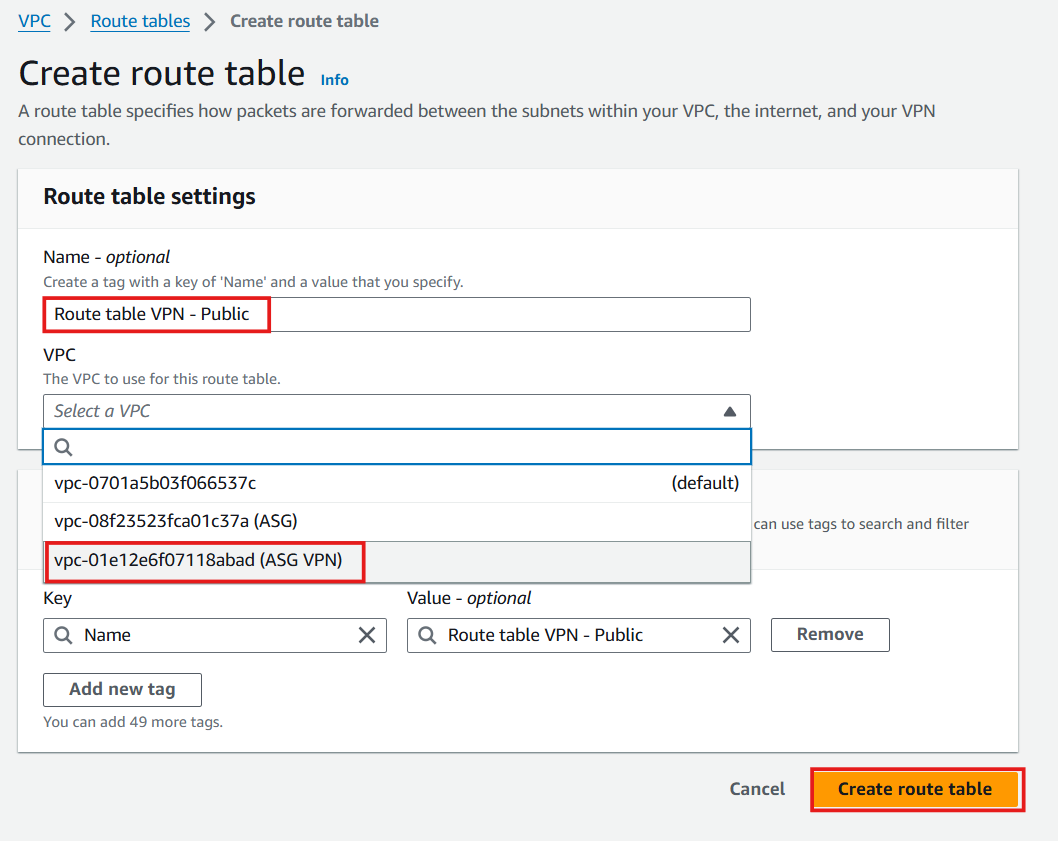 VPC > Route tables > Create route table
Create route table Info
A route table specifies how packets are forwarded between the subnets within your VPC, the internet, and your VPN
connection.
Route table settings
Name - optional
Create a tag with a key of 'Name' and a value that you specify.
Route table VPN - Public
VPC
The VPC to use for this route table.
Select a VPC
vpc-0701a5b03f066537c (default)
vpc-08f23523fca01c37a (ASG)
can use tags to search and filter
vpc-01e12e6f07118abad (ASG VPN)
Key Value - optional
Name Route table VPN - Public Remove
Add new tag
You can add 49 more tags.
Cancel Create route table